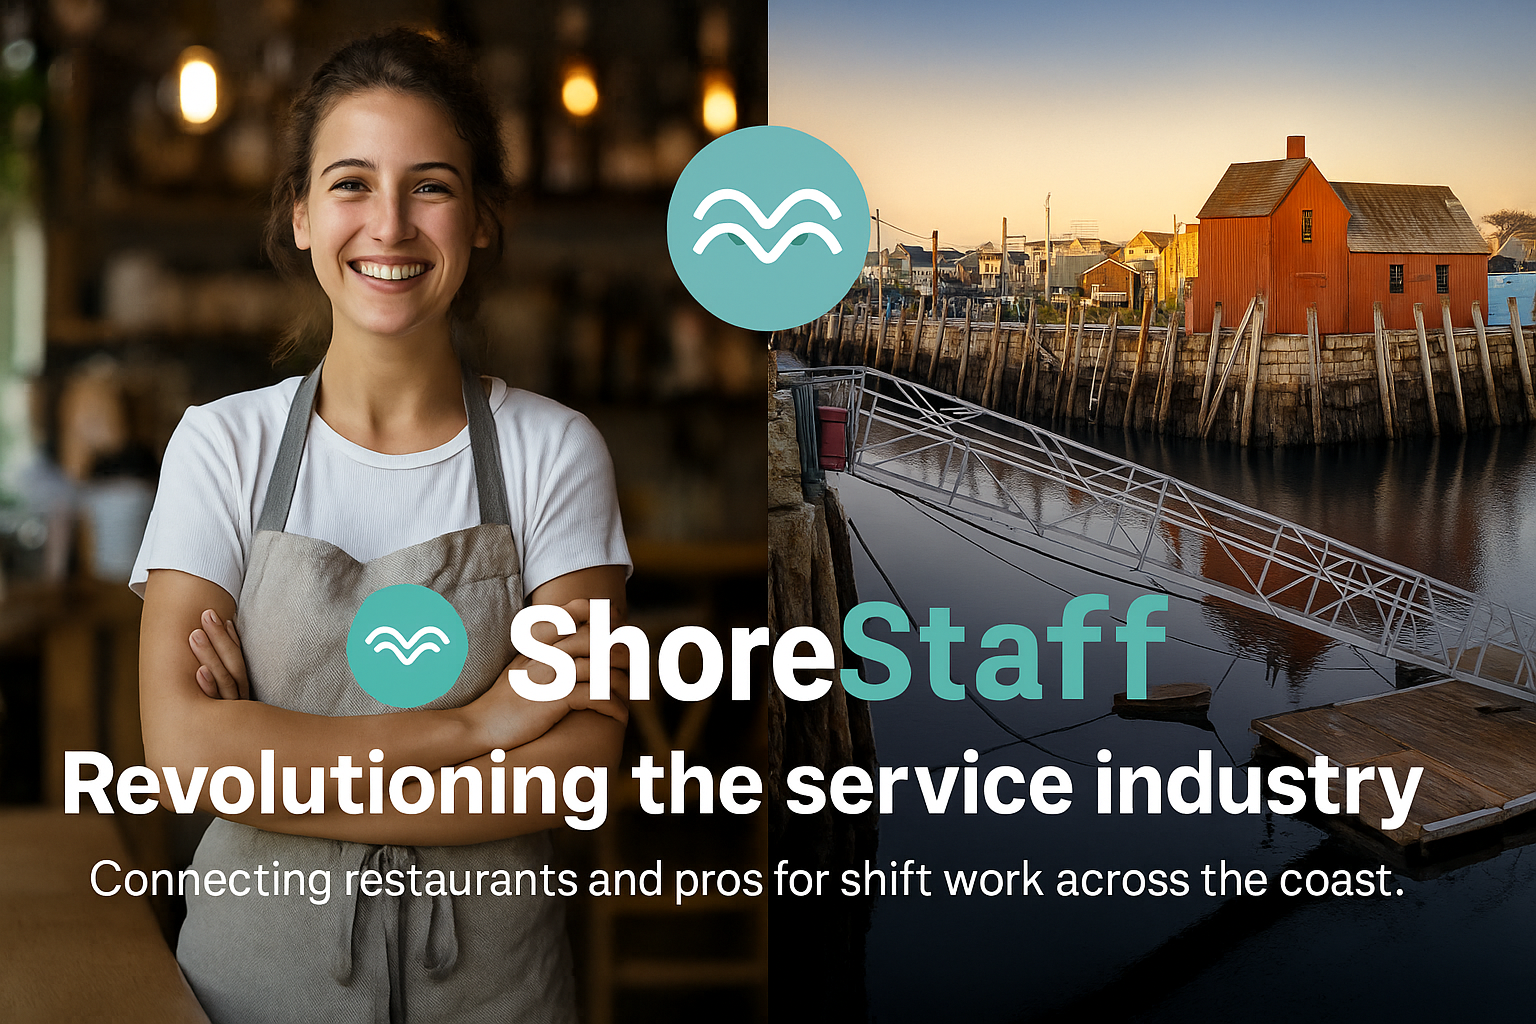 ShoreStaff
Revolutioning the service industry
Connecting restaurants and pros for shift work across the coast.